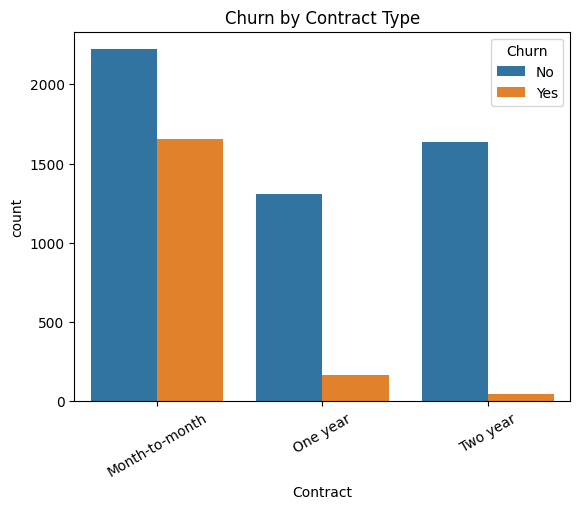 Churn by Contract Type
Churn
No
Yes
count
2000
1500
1000
500
0
Month-to-month
One year
Two year
Contract